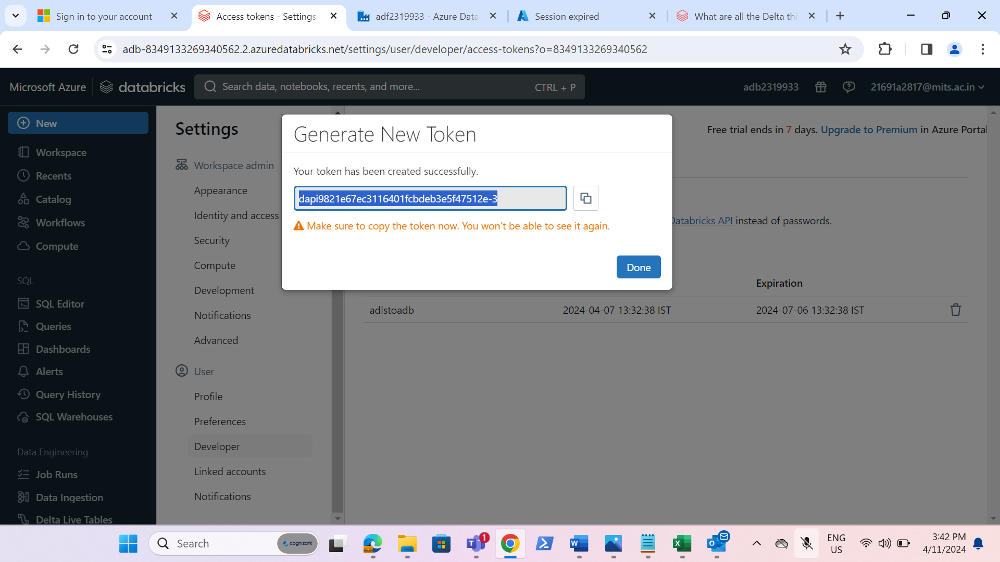 Sign in to your account
Access tokens - Settings
adf2319933 - Azure Data
Session expired
What are all the Delta thi
adb-8349133269340562.2.azuredatabricks.net/settings/user/developer/access-tokens?o=8349133269340562
Microsoft Azure
databricks
Search data, notebooks, recents, and more...
CTRL + P
adb2319933
21691a2817@mits.ac.in
New
Workspace
Recents
Catalog
Workflows
Compute
SQL
SQL Editor
Queries
Dashboards
Alerts
Query History
SQL Warehouses
Data Engineering
Job Runs
Data Ingestion
Delta Live Tables
Settings
Workspace admin
Appearance
Identity and access
Security
Compute
Development
Notifications
Advanced
User
Profile
Preferences
Developer
Linked accounts
Notifications
Free trial ends in 7 days. Upgrade to Premium in Azure Portal
Generate New Token
Your token has been created successfully.
dapi9821e67ec3116401fcbdeb3e5f47512e-3
Make sure to copy the token now. You won't be able to see it again.
Done
Databricks API instead of passwords.
Expiration
adlstoadb
2024-04-07 13:32:38 IST
2024-07-06 13:32:38 IST
Search
cognizant
1
ENG
US
3:42 PM
4/11/2024